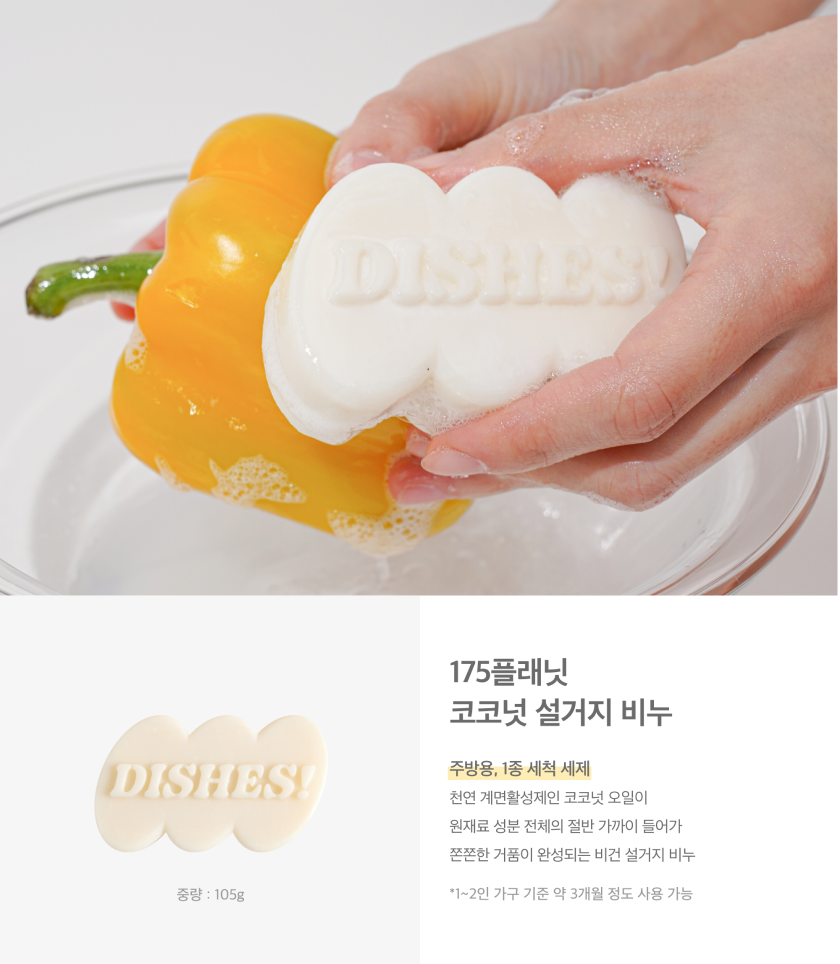 DISHES!
175플래닛
코코넛 설거지 비누
주방용, 1종 세척 세제
천연 계면활성제인 코코넛 오일이
원재료 성분 전체의 절반 가까이 들어가
쫀쫀한 거품이 완성되는 비건 설거지 비누
*1~2인 가구 기준 약 3개월 정도 사용 가능
DISHES!
중량 : 105g